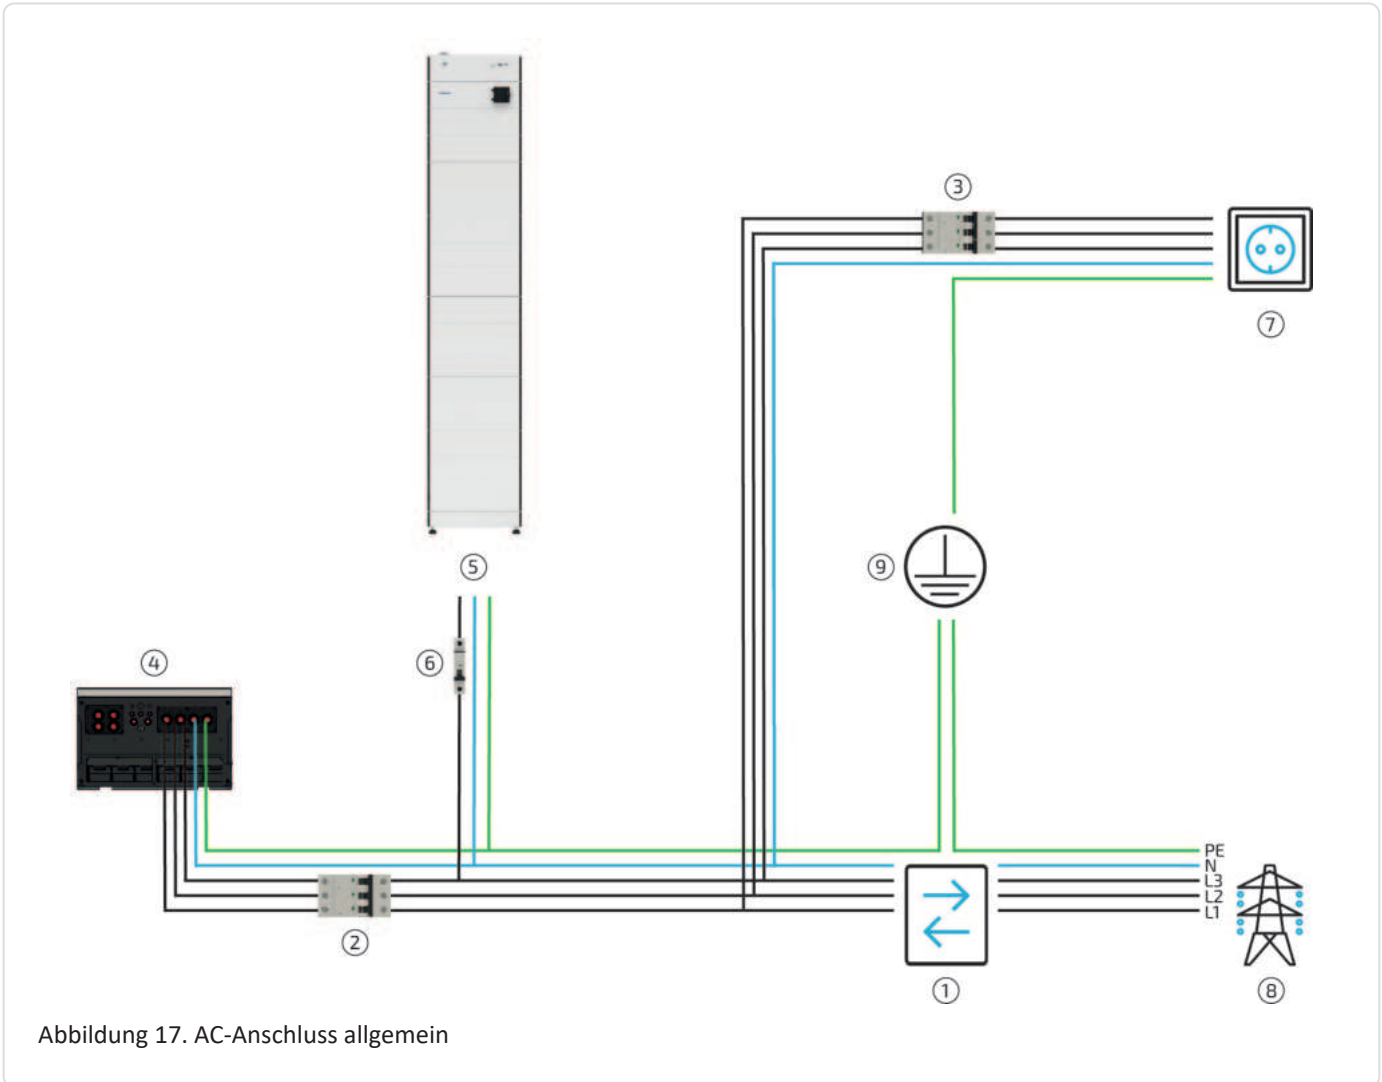 ③
⑦
⑤
⑨
④
⑥
PE
N
L3
L2
L1
②
①
⑧
Abbildung 17. AC-Anschluss allgemein